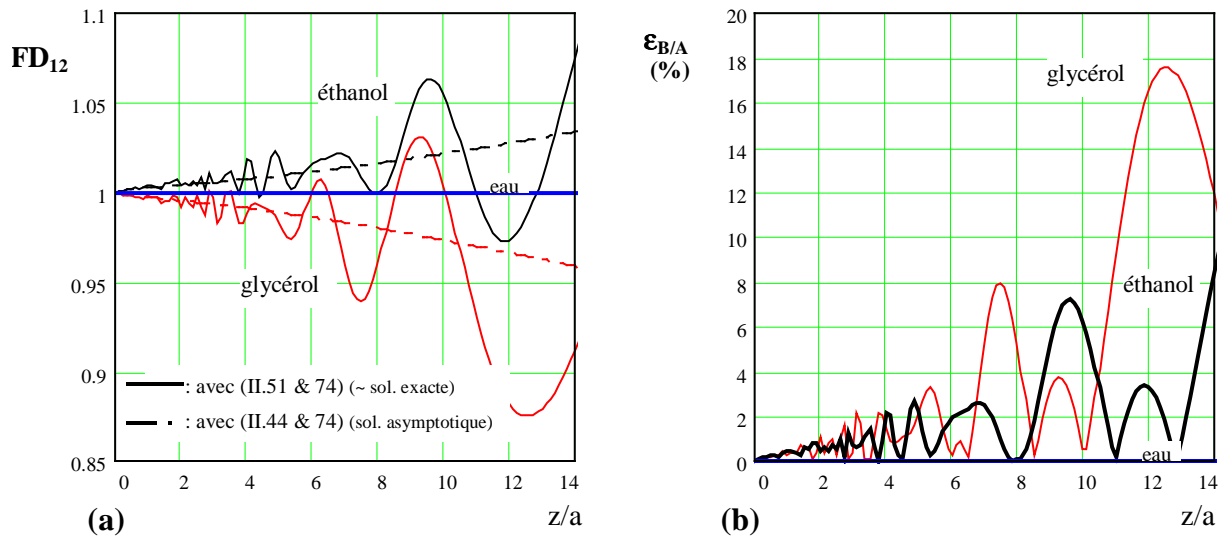 1.1
FD12
1.05
1
0.95
0.9
0.85
éthanol
eau
glycérol
: avec (II.51 & 74) (~ sol. exacte)
: avec (II.44 & 74) (sol. asymptotique)
0 2 4 6 8 10 12 14
(a)
z/a
20
εB/A
(%)
18
16
14
12
10
8
6
4
2
0
glycérol
éthanol
eau
0 2 4 6 8 10 12 14
(b)
z/a